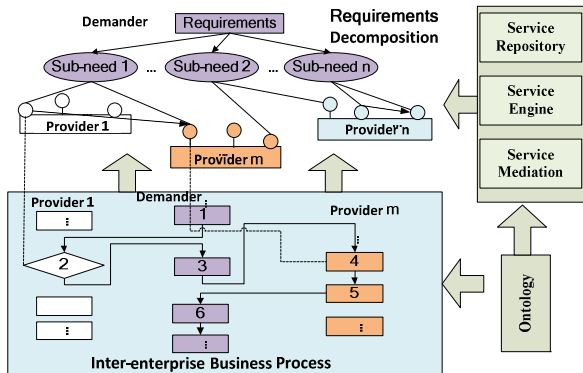 Demander
Requirements
Requirements
Decomposition
Sub-need 1
...
Sub-need 2
...
Sub-need n
Provider 1
...
Provider m
Provider n
Service
Repository
Service
Engine
Service
Mediation
Provider 1
Demander
Provider m
⋮
⋮
1
⋮
2
3
4
5
6
⋮
⋮
⋮
Inter-enterprise Business Process
Ontology